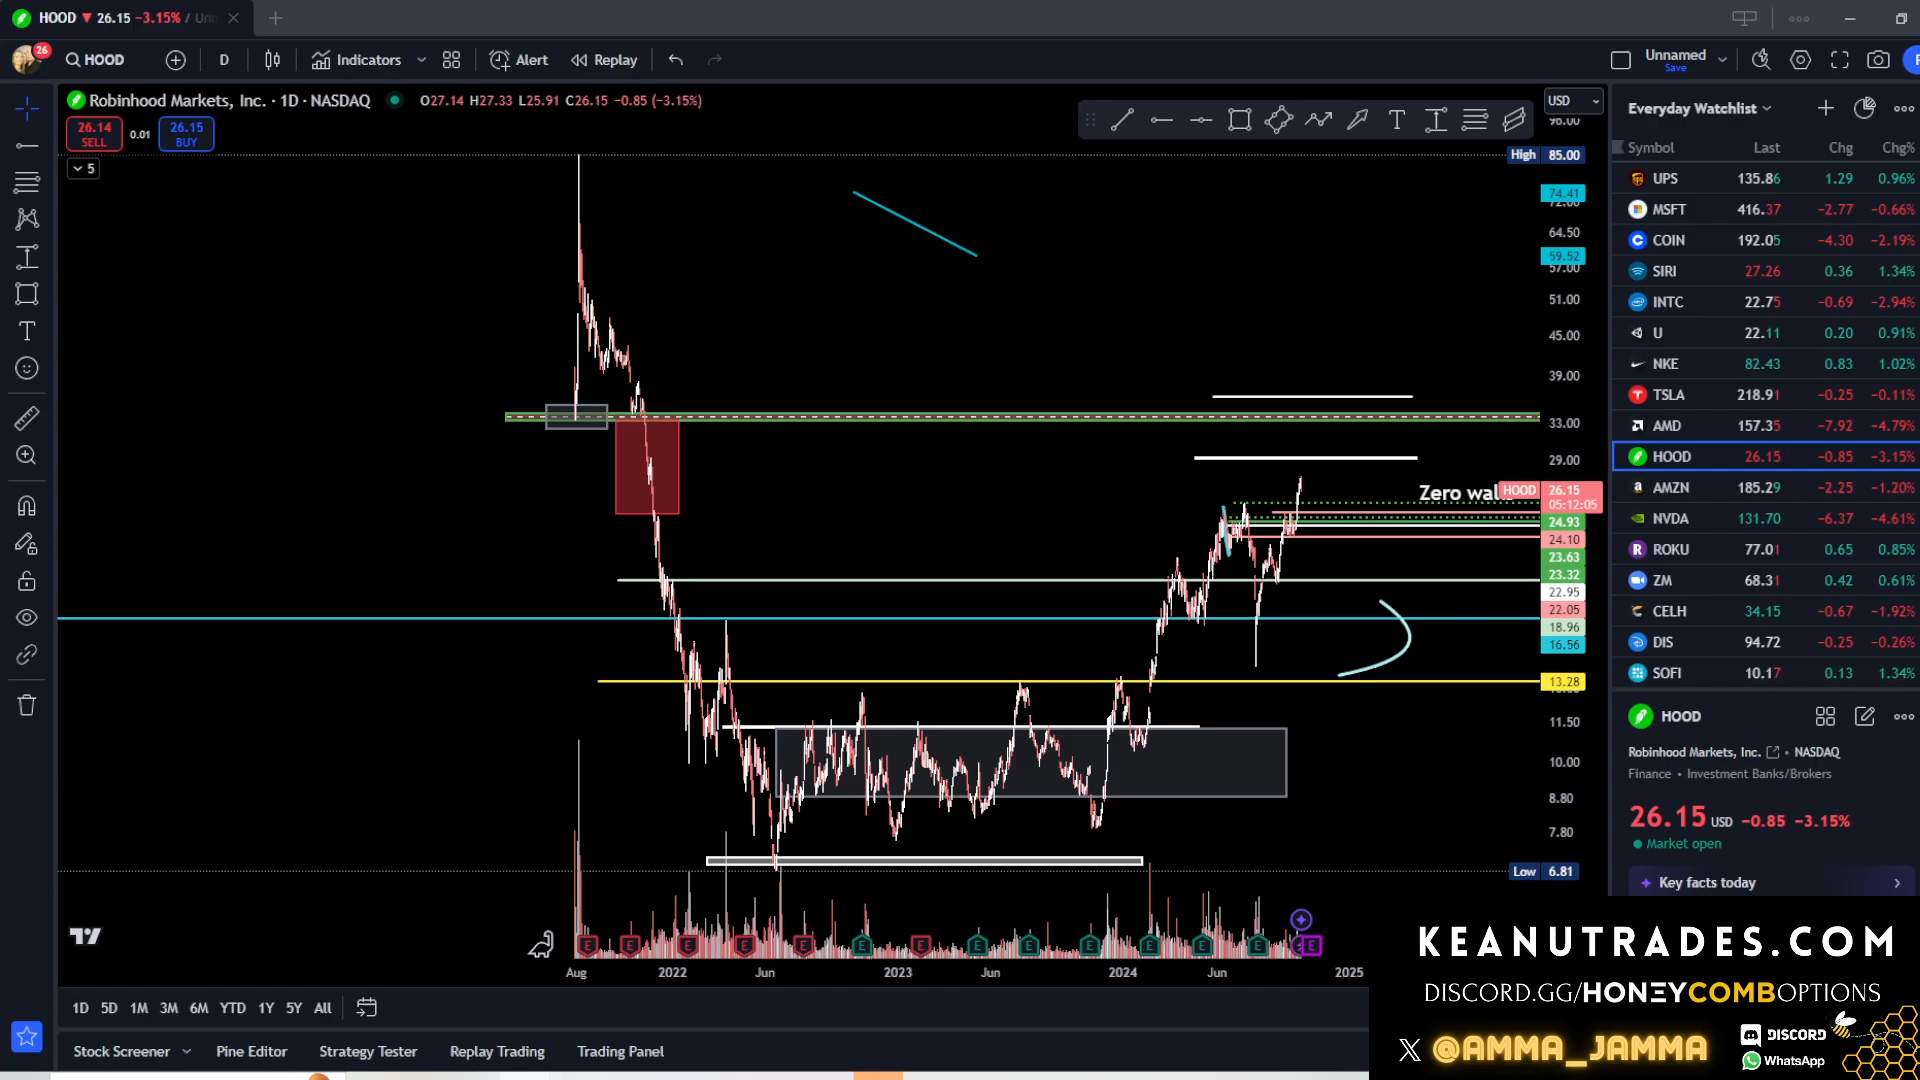 HOOD ▼ 26.15 −3.15% / Unn
26
HOOD
D
Indicators
Alert
Replay
Unnamed
Save
Robinhood Markets, Inc. · 1D · NASDAQ
O27.14 H27.33 L25.91 C26.15 −0.85 (−3.15%)
26.14
SELL
0.01
26.15
BUY
5
USD
96.00
High 85.00
74.41
72.00
64.50
59.52
57.00
51.00
45.00
39.00
33.00
29.00
Zero wal
HOOD 26.15
05:12:05
24.93
24.10
23.63
23.32
22.95
22.05
18.96
16.56
13.28
11.50
10.00
8.80
7.80
Low 6.81
E E E E E E E E E E E E E E
Aug 2022 Jun 2023 Jun 2024 Jun 2025
1D 5D 1M 3M 6M YTD 1Y 5Y All
Stock Screener Pine Editor Strategy Tester Replay Trading Trading Panel
Everyday Watchlist
Symbol Last Chg Chg%
UPS 135.86 1.29 0.96%
MSFT 416.37 −2.77 −0.66%
COIN 192.05 −4.30 −2.19%
SIRI 27.26 0.36 1.34%
INTC 22.75 −0.69 −2.94%
U 22.11 0.20 0.91%
NKE 82.43 0.83 1.02%
TSLA 218.91 −0.25 −0.11%
AMD 157.35 −7.92 −4.79%
HOOD 26.15 −0.85 −3.15%
AMZN 185.29 −2.25 −1.20%
NVDA 131.70 −6.37 −4.61%
ROKU 77.01 0.65 0.85%
ZM 68.31 0.42 0.61%
CELH 34.15 −0.67 −1.92%
DIS 94.72 −0.25 −0.26%
SOFI 10.17 0.13 1.34%
HOOD
Robinhood Markets, Inc. • NASDAQ
Finance • Investment Banks/Brokers
26.15 USD −0.85 −3.15%
Market open
Key facts today
KEANUTRADES.COM
DISCORD.GG/HONEYCOMBOPTIONS
X @AMMA_JAMMA
DISCORD
WhatsApp